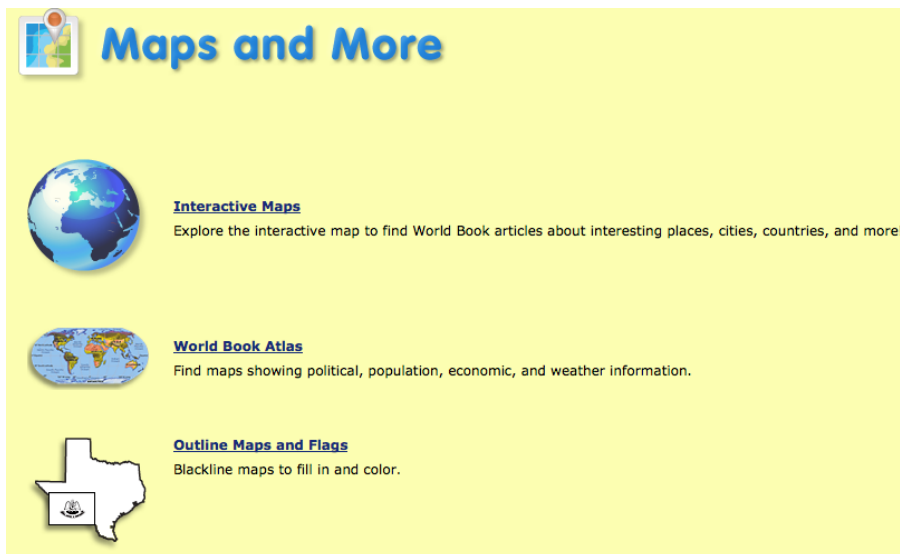 Maps and More
Interactive Maps
Explore the interactive map to find World Book articles about interesting places, cities, countries, and more!
World Book Atlas
Find maps showing political, population, economic, and weather information.
Outline Maps and Flags
Blackline maps to fill in and color.